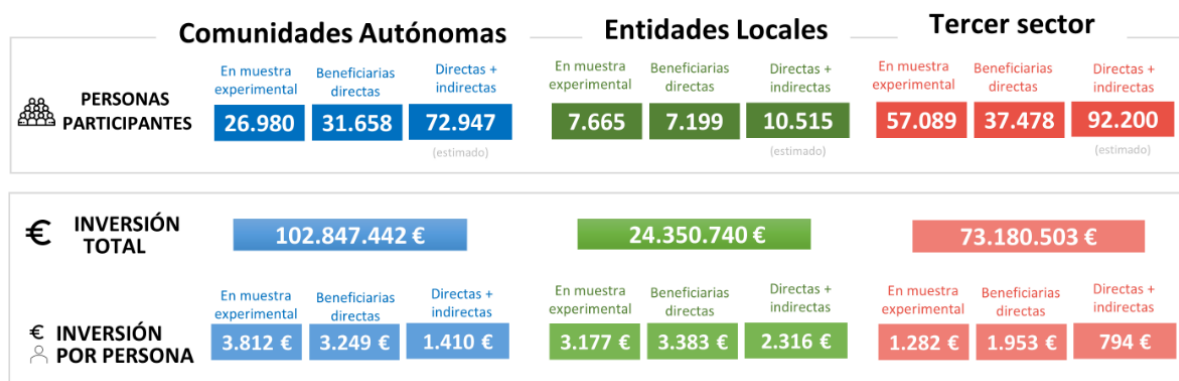 Comunidades Autónomas
Entidades Locales
Tercer sector
En muestra Beneficiarias Directas +
experimental directas indirectas
En muestra Beneficiarias Directas +
experimental directas indirectas
En muestra Beneficiarias Directas +
experimental directas indirectas
PERSONAS
PARTICIPANTES
26.980 31.658 72.947
7.665 7.199 10.515
57.089 37.478 92.200
(estimado)
(estimado)
(estimado)
€ INVERSIÓN
TOTAL
102.847.442 €
24.350.740 €
73.180.503 €
En muestra Beneficiarias Directas +
experimental directas indirectas
En muestra Beneficiarias Directas +
experimental directas indirectas
En muestra Beneficiarias Directas +
experimental directas indirectas
€ INVERSIÓN
POR PERSONA
3.812 € 3.249 € 1.410 €
3.177 € 3.383 € 2.316 €
1.282 € 1.953 € 794 €